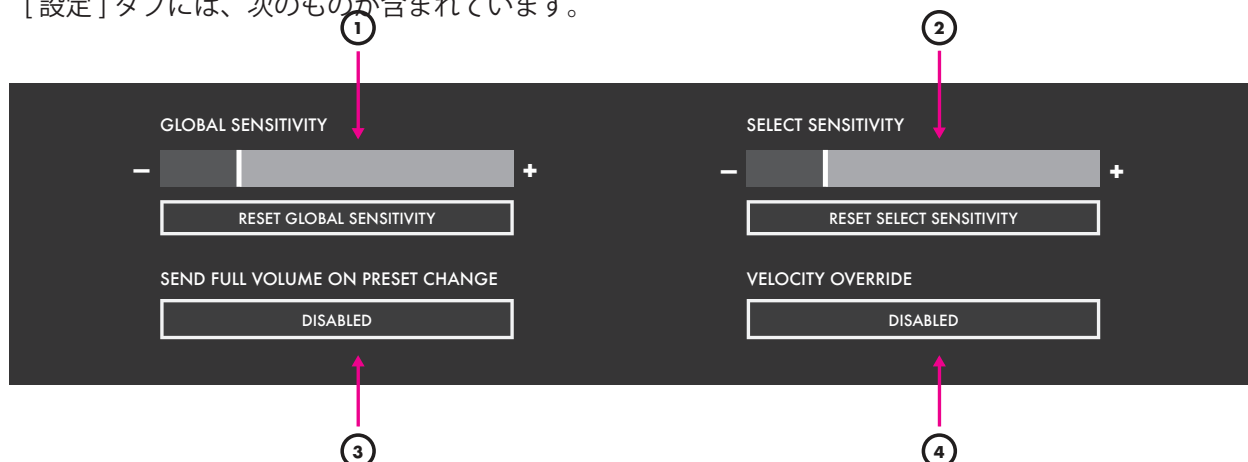 [ 設定 ] タブには、次のものが含まれています。
1 2
GLOBAL SENSITIVITY SELECT SENSITIVITY
– + – +
RESET GLOBAL SENSITIVITY RESET SELECT SENSITIVITY
SEND FULL VOLUME ON PRESET CHANGE VELOCITY OVERRIDE
DISABLED DISABLED
3 4